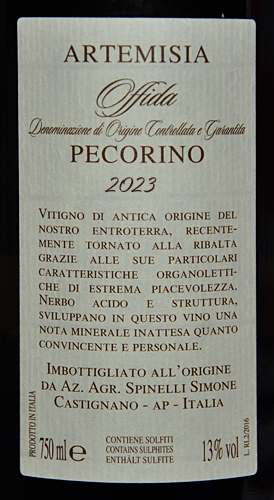 ARTEMISIA
Offida
Denominazione di Origine Controllata e Garantita
PECORINO
2023
VITIGNO DI ANTICA ORIGINE DEL
NOSTRO ENTROTERRA, RECENTE-
MENTE TORNATO ALLA RIBALTA
GRAZIE ALLE SUE PARTICOLARI
CARATTERISTICHE ORGANOLETTI-
CHE DI ESTREMA PIACEVOLEZZA.
NERBO ACIDO E STRUTTURA,
SVILUPPANO IN QUESTO VINO UNA
NOTA MINERALE INATTESA QUANTO
CONVINCENTE E PERSONALE.
IMBOTTIGLIATO ALL'ORIGINE
DA AZ. AGR. SPINELLI SIMONE
CASTIGNANO - AP - ITALIA
PRODOTTO IN ITALIA
750 ml e
CONTIENE SOLFITI
CONTAINS SULPHITES
ENTHÄLT SULFITE
13% vol
L. RL2/2016